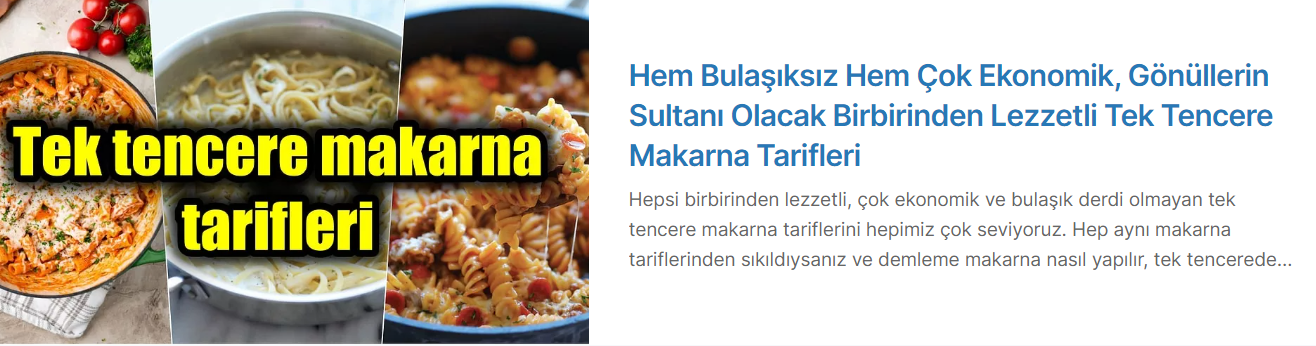 Tek tencere makarna
tarifleri
Hem Bulaşıksız Hem Çok Ekonomik, Gönüllerin
Sultanı Olacak Birbirinden Lezzetli Tek Tencere
Makarna Tarifleri
Hepsi birbirinden lezzetli, çok ekonomik ve bulaşık derdi olmayan tek
tencere makarna tariflerini hepimiz çok seviyoruz. Hep aynı makarna
tariflerinden sıkıldıysanız ve demleme makarna nasıl yapılır, tek tencerede...